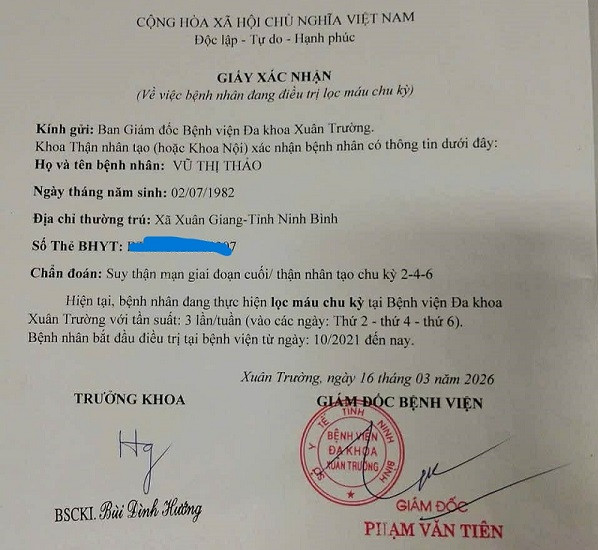 CỘNG HÒA XÃ HỘI CHỦ NGHĨA VIỆT NAM
Độc lập - Tự do - Hạnh phúc
GIẤY XÁC NHẬN
(Về việc bệnh nhân đang điều trị lọc máu chu kỳ)
Kính gửi: Ban Giám đốc Bệnh viện Đa khoa Xuân Trường.
Khoa Thận nhân tạo (hoặc Khoa Nội) xác nhận bệnh nhân có thông tin dưới đây:
Họ và tên bệnh nhân: VŨ THỊ THẢO
Ngày tháng năm sinh: 02/07/1982
Địa chỉ thường trú: Xã Xuân Giang-Tỉnh Ninh Bình
Số Thẻ BHYT:
Chẩn đoán: Suy thận mạn giai đoạn cuối/ thận nhân tạo chu kỳ 2-4-6
Hiện tại, bệnh nhân đang thực hiện lọc máu chu kỳ tại Bệnh viện Đa khoa
Xuân Trường với tần suất: 3 lần/tuần (vào các ngày: Thứ 2 - thứ 4 - thứ 6).
Bệnh nhân bắt đầu điều trị tại bệnh viện từ ngày: 10/2021 đến nay.
Xuân Trường, ngày 16 tháng 03 năm 2026
TRƯỞNG KHOA
GIÁM ĐỐC BỆNH VIỆN
SỞ Y TẾ TỈNH NINH BÌNH
BỆNH VIỆN
ĐA KHOA
XUÂN TRƯỜNG
BSCKI. Bùi Đình Hướng
GIÁM ĐỐC
PHẠM VĂN TIÊN